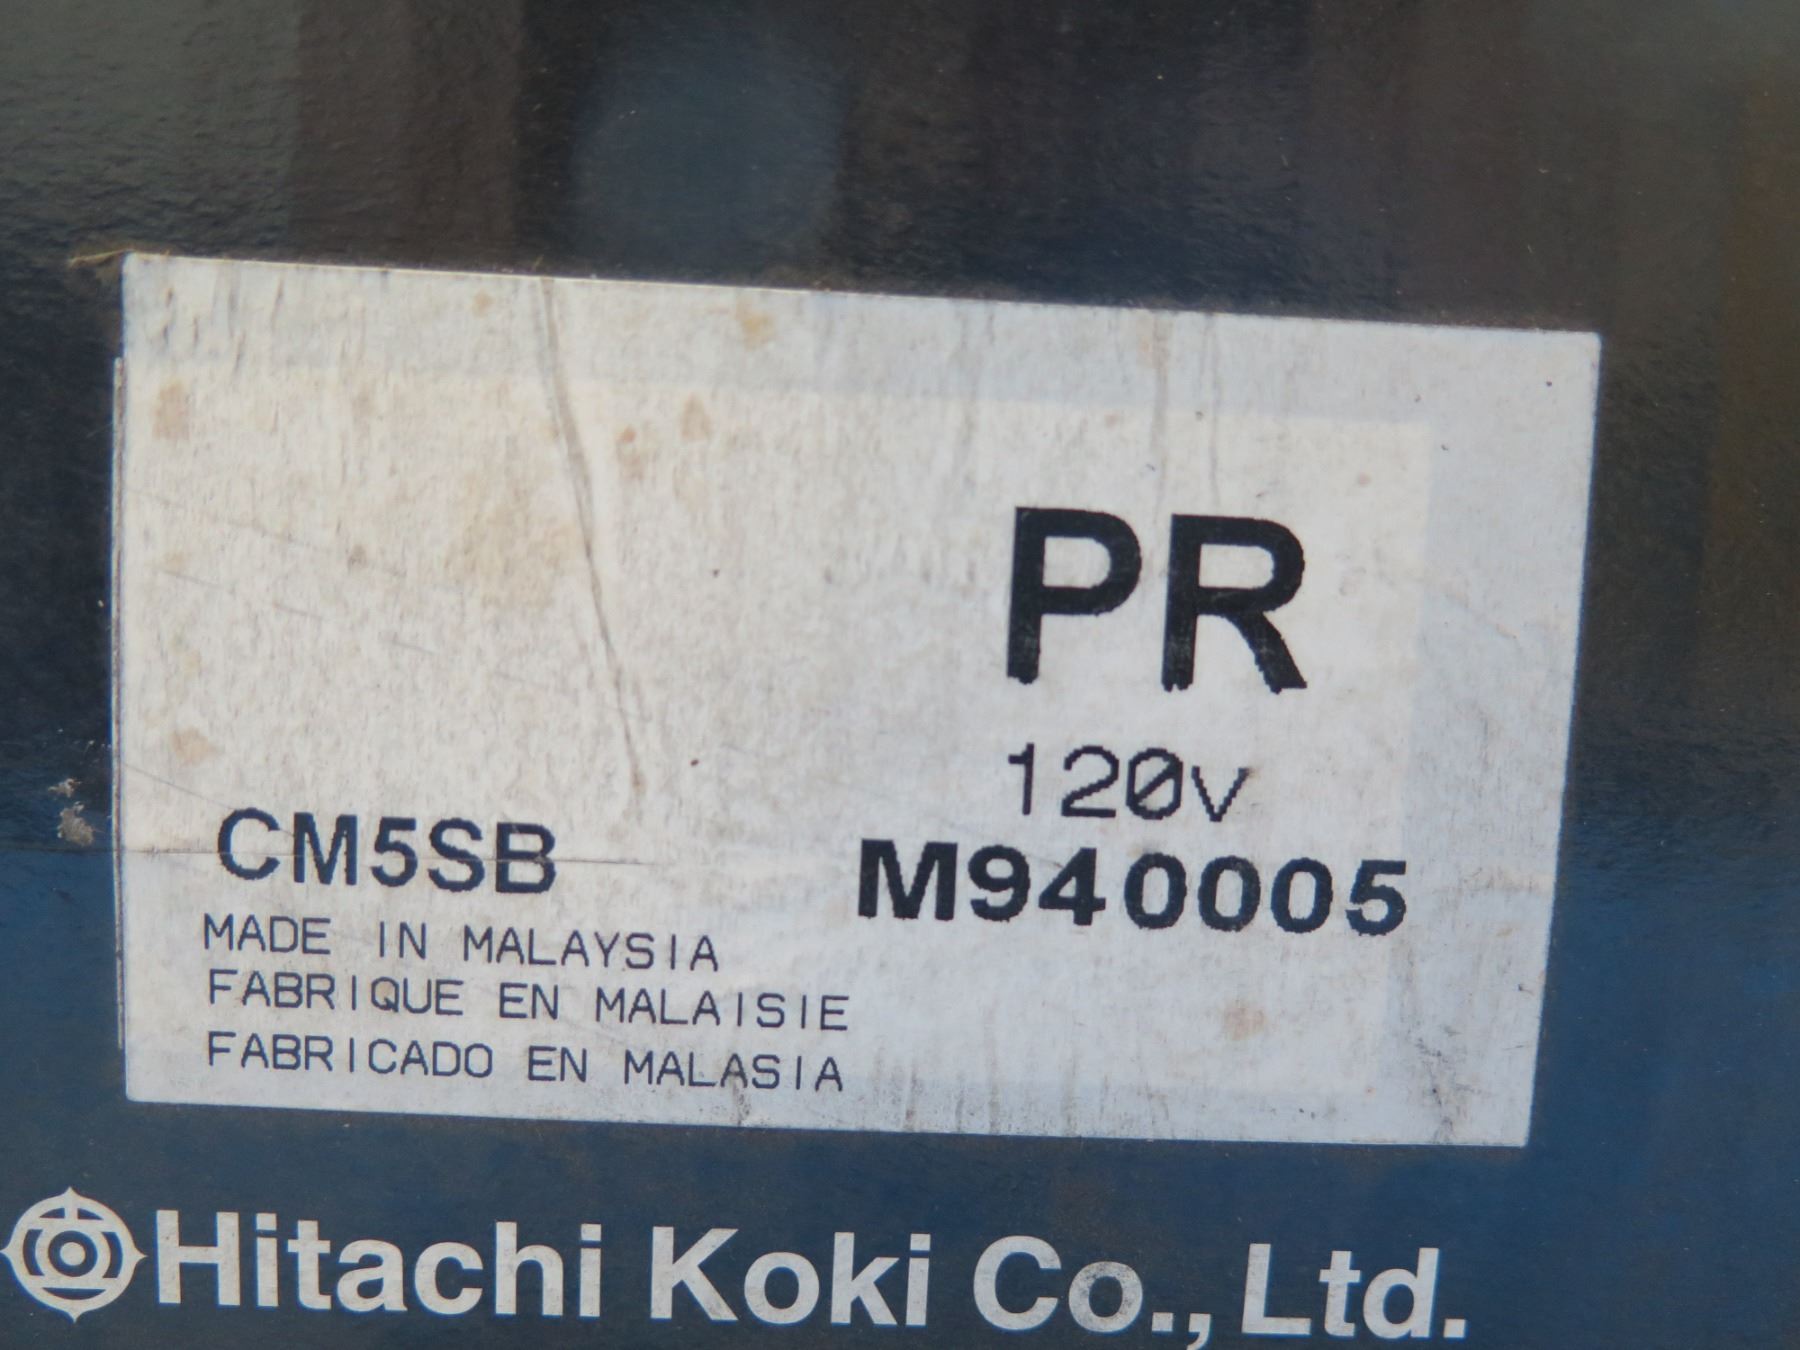 PR
120V
CM5SB
M940005
MADE IN MALAYSIA
FABRIQUE EN MALAISIE
FABRICADO EN MALASIA
Hitachi Koki Co., Ltd.